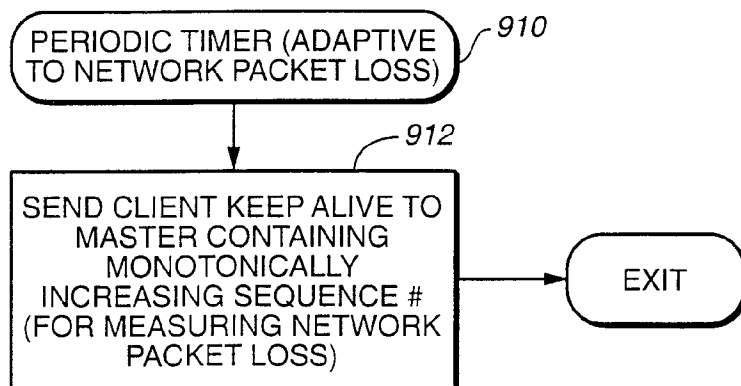 PERIODIC TIMER (ADAPTIVE
TO NETWORK PACKET LOSS)
910
912
SEND CLIENT KEEP ALIVE TO
MASTER CONTAINING
MONOTONICALLY
INCREASING SEQUENCE #
(FOR MEASURING NETWORK
PACKET LOSS)
EXIT